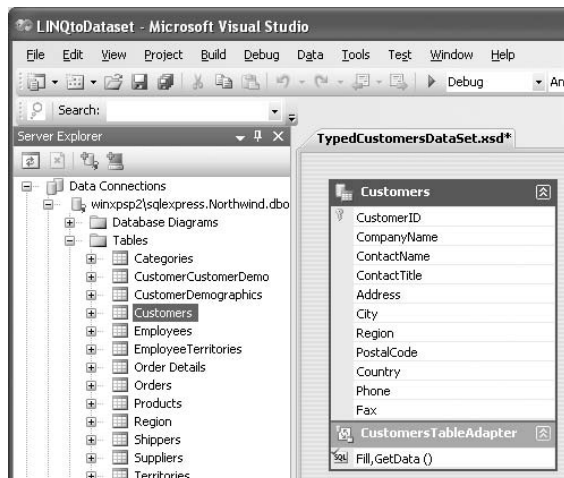 LINQtoDataset - Microsoft Visual Studio
File Edit View Project Build Debug Data Tools Test Window Help
Debug An
Search:
Server Explorer
TypedCustomersDataSet.xsd*
Data Connections
winxpsp2\sqlexpress.Northwind.dbo
Database Diagrams
Tables
Categories
CustomerCustomerDemo
CustomerDemographics
Customers
Employees
EmployeeTerritories
Order Details
Orders
Products
Region
Shippers
Suppliers
Territories
Customers
CustomerID
CompanyName
ContactName
ContactTitle
Address
City
Region
PostalCode
Country
Phone
Fax
CustomersTableAdapter
SQL Fill,GetData ()